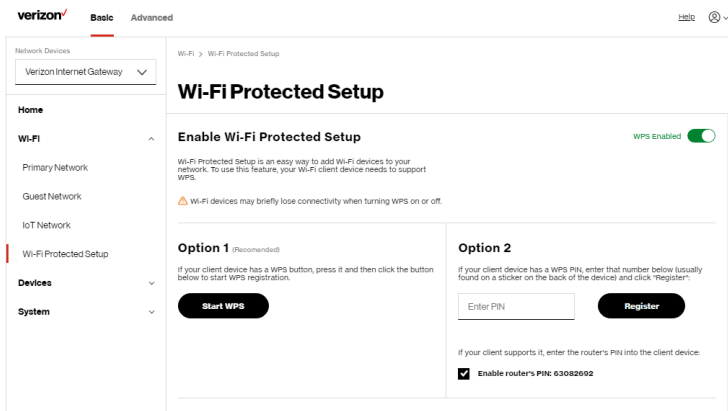 verizon
Basic
Advanced
Help
Network Devices
Verizon Internet Gateway
Home
Wi-Fi
Primary Network
Guest Network
IoT Network
Wi-Fi Protected Setup
Devices
System
Wi-Fi > Wi-Fi Protected Setup
Wi-Fi Protected Setup
Enable Wi-Fi Protected Setup
WPS Enabled
Wi-Fi Protected Setup is an easy way to add Wi-Fi devices to your
network. To use this feature, your Wi-Fi client device needs to support
WPS.
Wi-Fi devices may briefly lose connectivity when turning WPS on or off.
Option 1 (Recomended)
If your client device has a WPS button, press it and then click the button
below to start WPS registration.
Start WPS
Option 2
If your client device has a WPS PIN, enter that number below (usually
found on a sticker on the back of the device) and click "Register":
Enter PIN
Register
If your client supports it, enter the router's PIN into the client device:
Enable router's PIN: 63082692